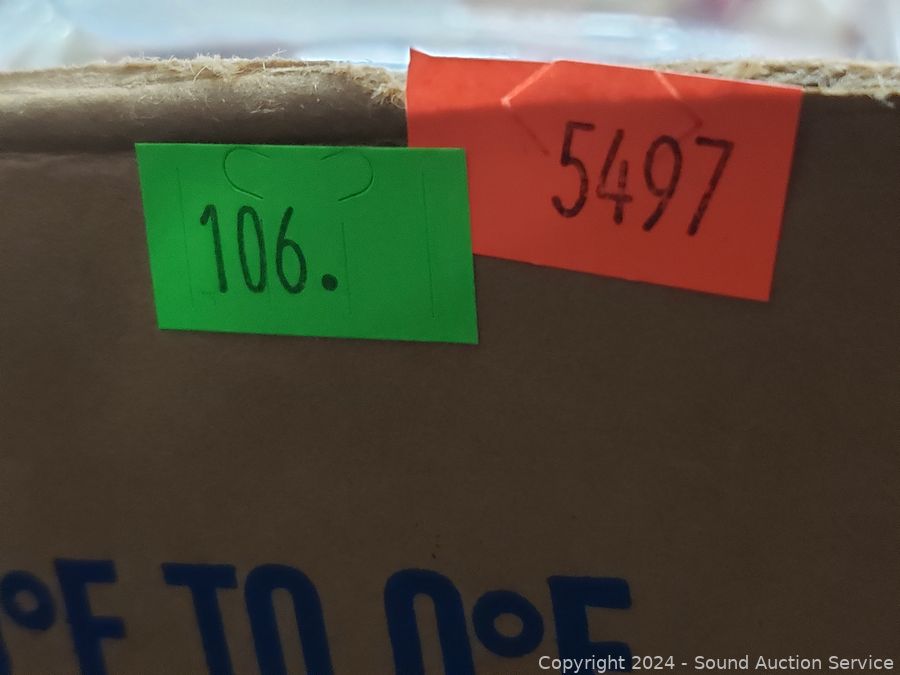 106.
5497
°F TO 0°F
Copyright 2024 - Sound Auction Service